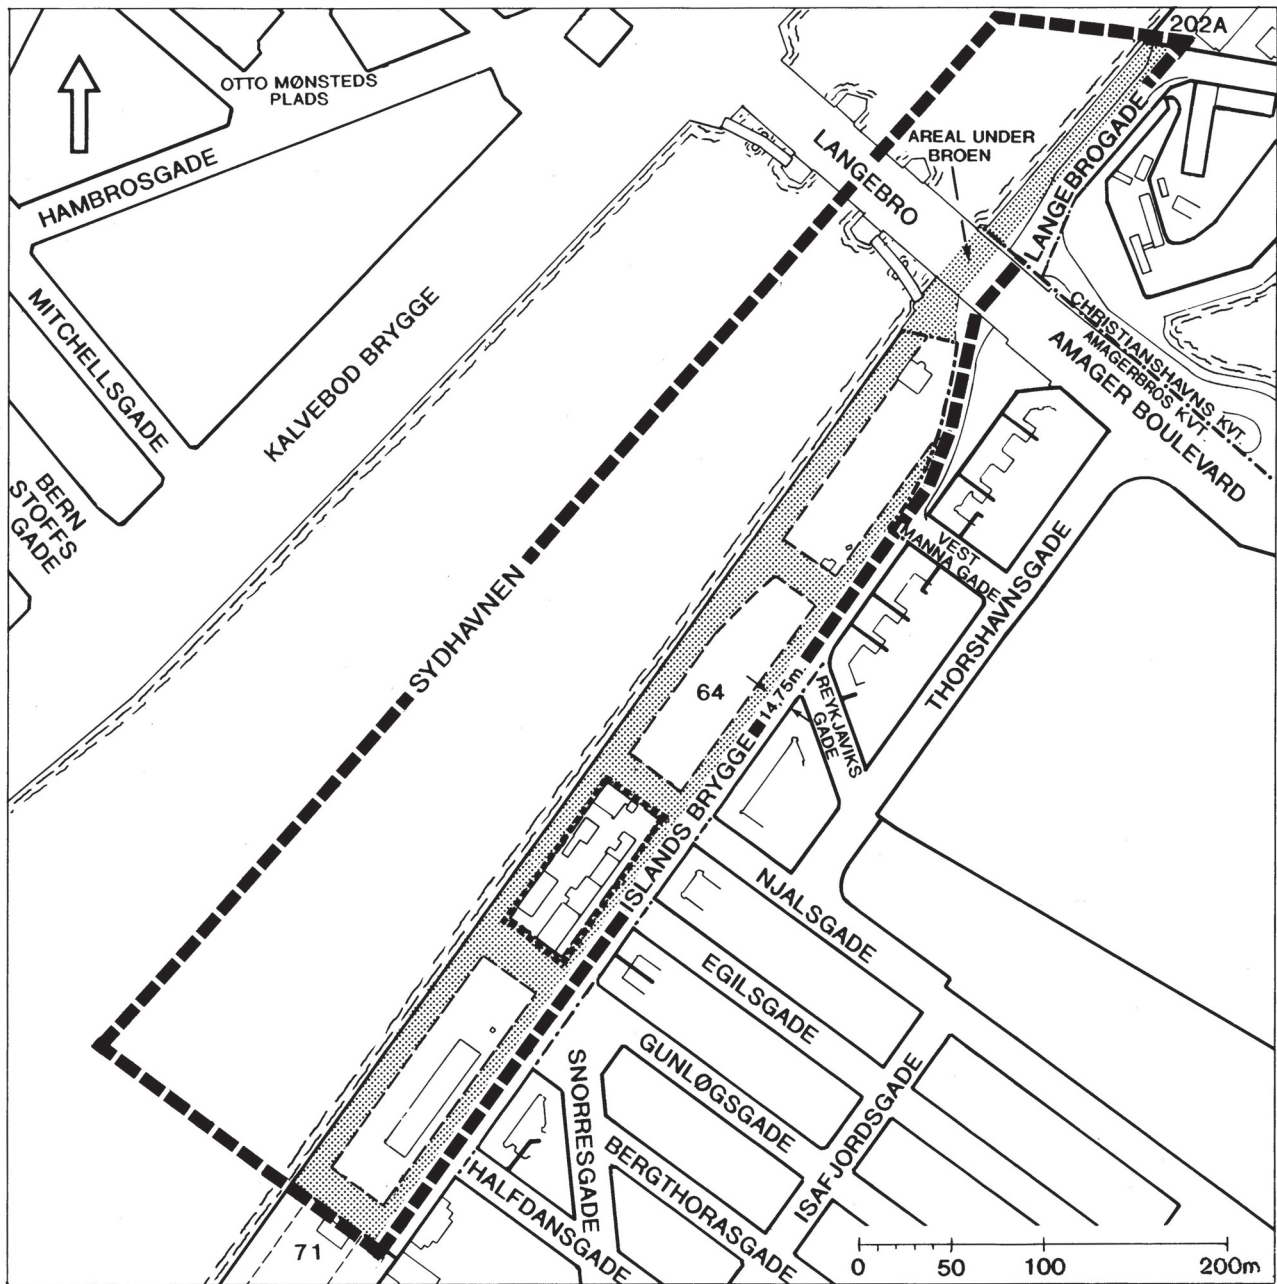 202A
OTTO MØNSTEDS
PLADS
HAMBROSGADE
LANGEBRO
AREAL UNDER
BROEN
LANGEBROGADE
MITCHELLSGADE
KALVEBOD BRYGGE
CHRISTIANSHAVNS KVT.
AMAGERBROS KVT.
AMAGER BOULEVARD
BERN
STOFFS
GADE
VEST
MANNA GADE
SYDHAVNEN
THORSHAVNSGADE
64
14,75m.
REYKJAVIKS
GADE
ISLANDS BRYGGE
NJALSGADE
EGILSGADE
GUNLØGSGADE
SNORRESGADE
BERGTHORASGADE
ISAFJORDSGADE
HALFDANSGADE
71
0 50 100 200m